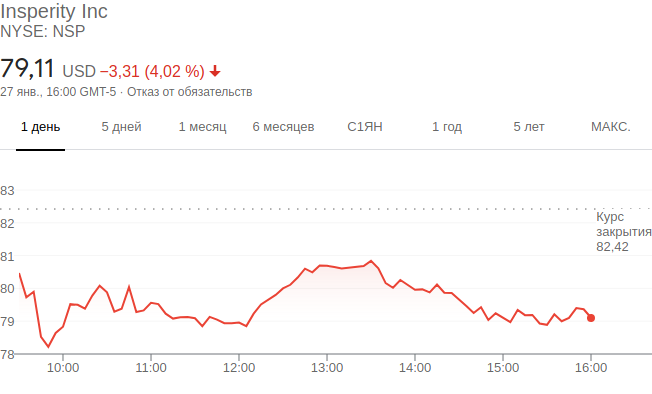 Insperity Inc
NYSE: NSP
79,11 USD −3,31 (4,02 %)
27 янв., 16:00 GMT-5 · Отказ от обязательств
1 день 5 дней 1 месяц 6 месяцев С1ЯН 1 год 5 лет МАКС.
83
82
Курс
закрытия
82,42
81
80
79
78
10:00 11:00 12:00 13:00 14:00 15:00 16:00